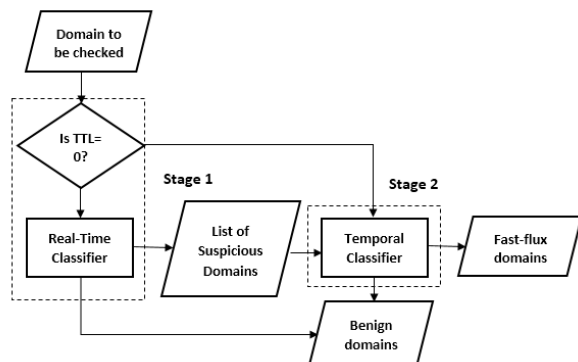 Domain to
be checked
Is TTL=
0?
Stage 1
Stage 2
Real-Time
Classifier
List of
Suspicious
Domains
Temporal
Classifier
Fast-flux
domains
Benign
domains